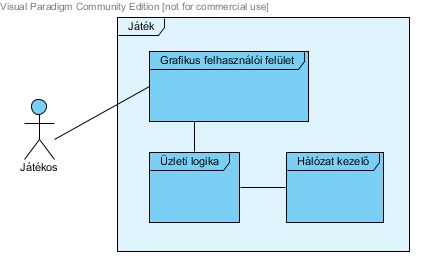 Visual Paradigm Community Edition [not for commercial use]
Játék
Grafikus felhasználói felület
Játékos
Üzleti logika
Hálózat kezelő